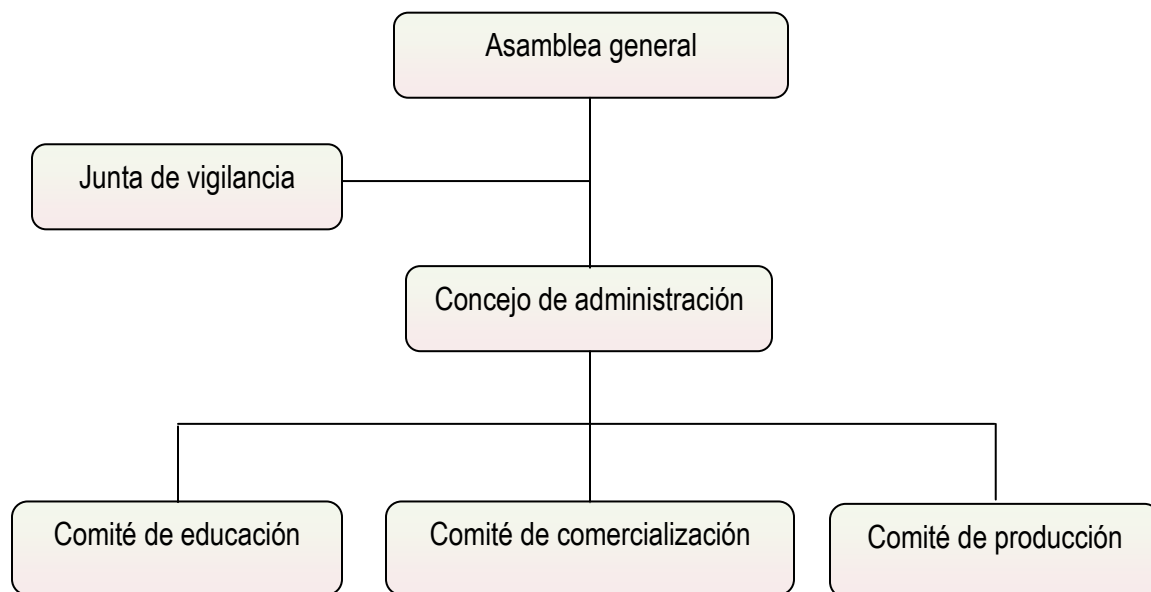 Asamblea general
Junta de vigilancia
Concejo de administración
Comité de educación
Comité de comercialización
Comité de producción